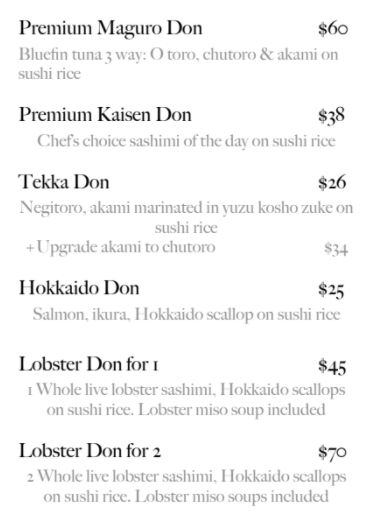 Premium Maguro Don $60
Bluefin tuna 3 way: O toro, chutoro & akami on
sushi rice
Premium Kaisen Don $38
Chef's choice sashimi of the day on sushi rice
Tekka Don $26
Negitoro, akami marinated in yuzu kosho zuke on
sushi rice
+Upgrade akami to chutoro $34
Hokkaido Don $25
Salmon, ikura, Hokkaido scallop on sushi rice
Lobster Don for 1 $45
1 Whole live lobster sashimi, Hokkaido scallops
on sushi rice. Lobster miso soup included
Lobster Don for 2 $70
2 Whole live lobster sashimi, Hokkaido scallops
on sushi rice. Lobster miso soups included